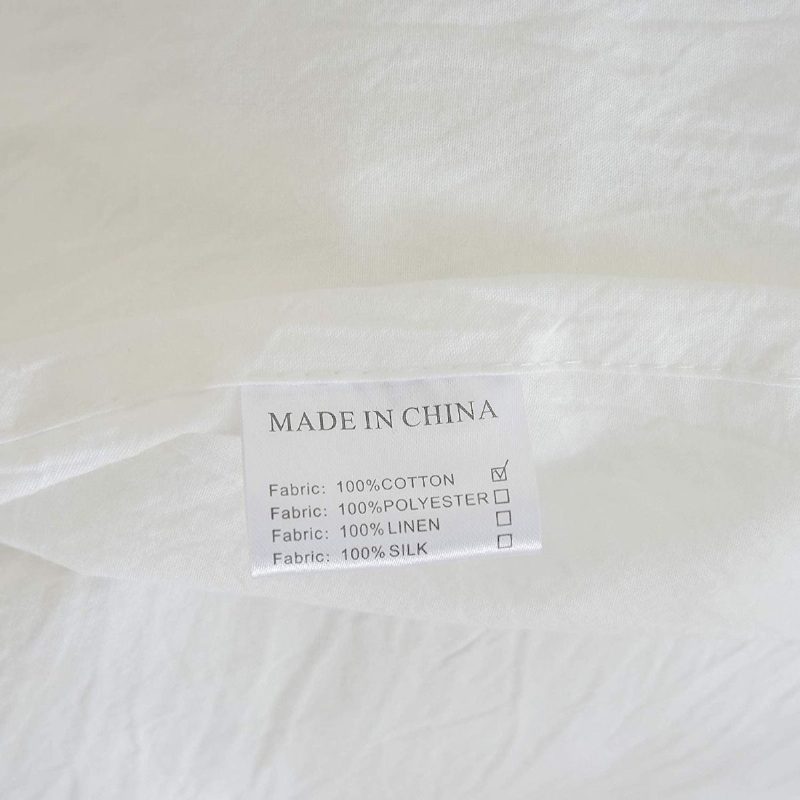 MADE IN CHINA
Fabric: 100%COTTON ☑
Fabric: 100%POLYESTER ☐
Fabric: 100%LINEN ☐
Fabric: 100%SILK ☐